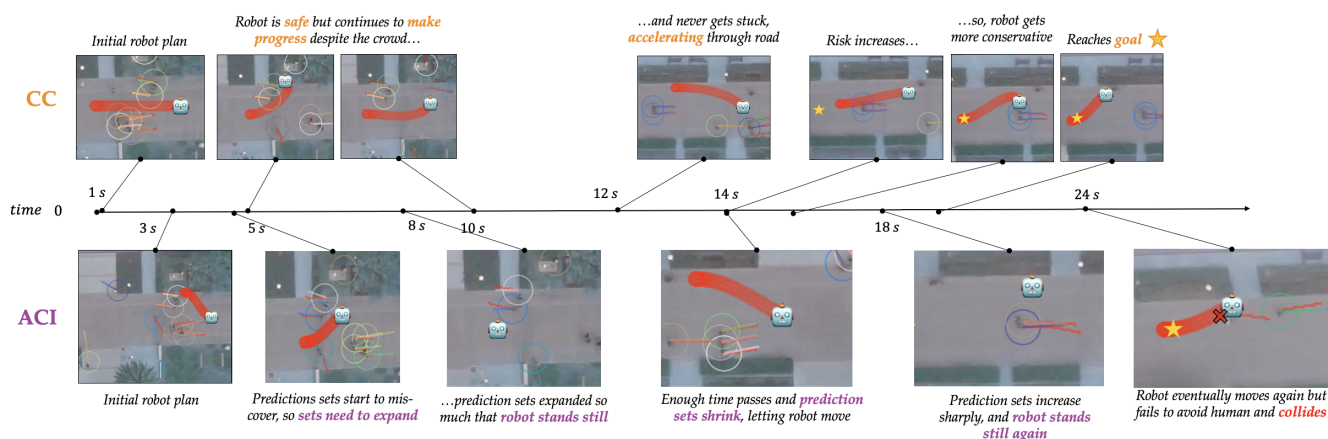 Robot is safe but continues to make
progress despite the crowd…
Initial robot plan
…and never gets stuck,
accelerating through road
Risk increases…
…so, robot gets
more conservative
Reaches goal
CC
1 s
12 s
14 s
24 s
time 0
3 s
5 s
8 s
10 s
18 s
ACI
Initial robot plan
Predictions sets start to mis-
cover, so sets need to expand
…prediction sets expanded so
much that robot stands still
Enough time passes and prediction
sets shrink, letting robot move
Prediction sets increase
sharply, and robot stands
still again
Robot eventually moves again but
fails to avoid human and collides